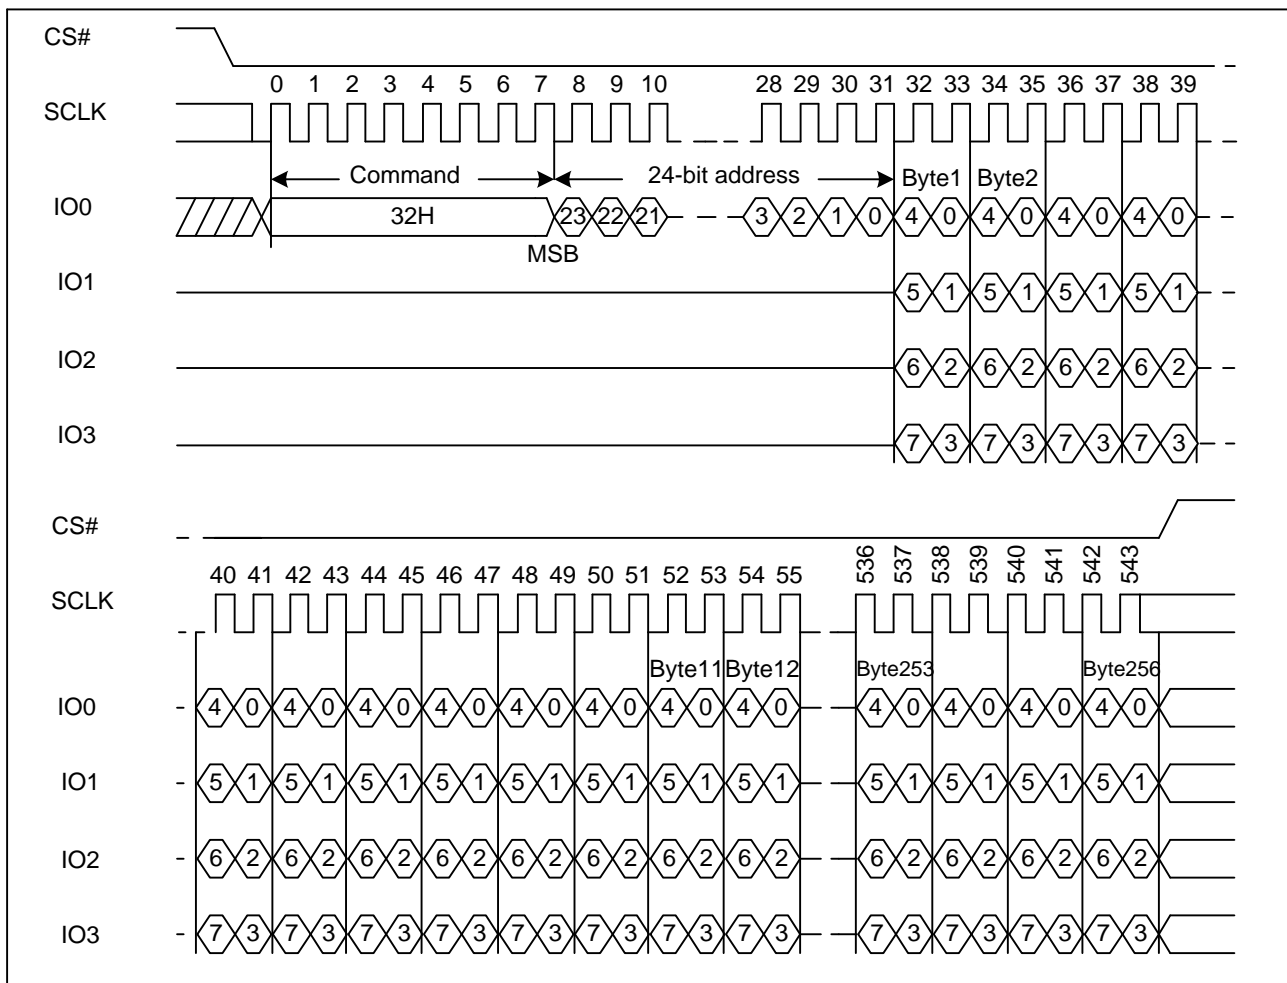 CS#
0 1 2 3 4 5 6 7 8 9 10 28 29 30 31 32 33 34 35 36 37 38 39
SCLK
Command 24-bit address Byte1 Byte2
IO0 32H 23 22 21 3 2 1 0 4 0 4 0 4 0 4 0
MSB
IO1 5 1 5 1 5 1 5 1
IO2 6 2 6 2 6 2 6 2
IO3 7 3 7 3 7 3 7 3
CS#
40 41 42 43 44 45 46 47 48 49 50 51 52 53 54 55 536 537 538 539 540 541 542 543
SCLK
Byte11 Byte12 Byte253 Byte256
IO0 4 0 4 0 4 0 4 0 4 0 4 0 4 0 4 0 4 0 4 0 4 0 4 0
IO1 5 1 5 1 5 1 5 1 5 1 5 1 5 1 5 1 5 1 5 1 5 1 5 1
IO2 6 2 6 2 6 2 6 2 6 2 6 2 6 2 6 2 6 2 6 2 6 2 6 2
IO3 7 3 7 3 7 3 7 3 7 3 7 3 7 3 7 3 7 3 7 3 7 3 7 3